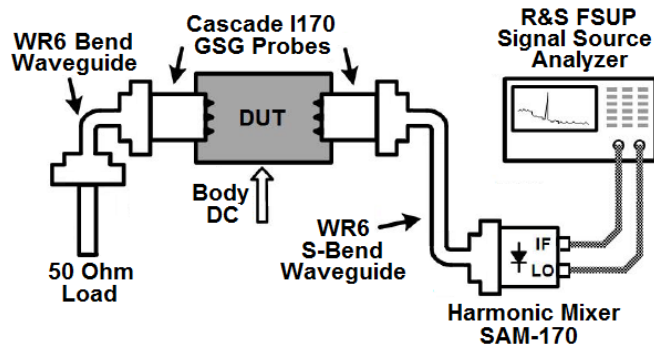 WR6 Bend
Waveguide
Cascade I170
GSG Probes
R&S FSUP
Signal Source
Analyzer
DUT
Body
DC
50 Ohm
Load
WR6
S-Bend
Waveguide
IF
LO
Harmonic Mixer
SAM-170